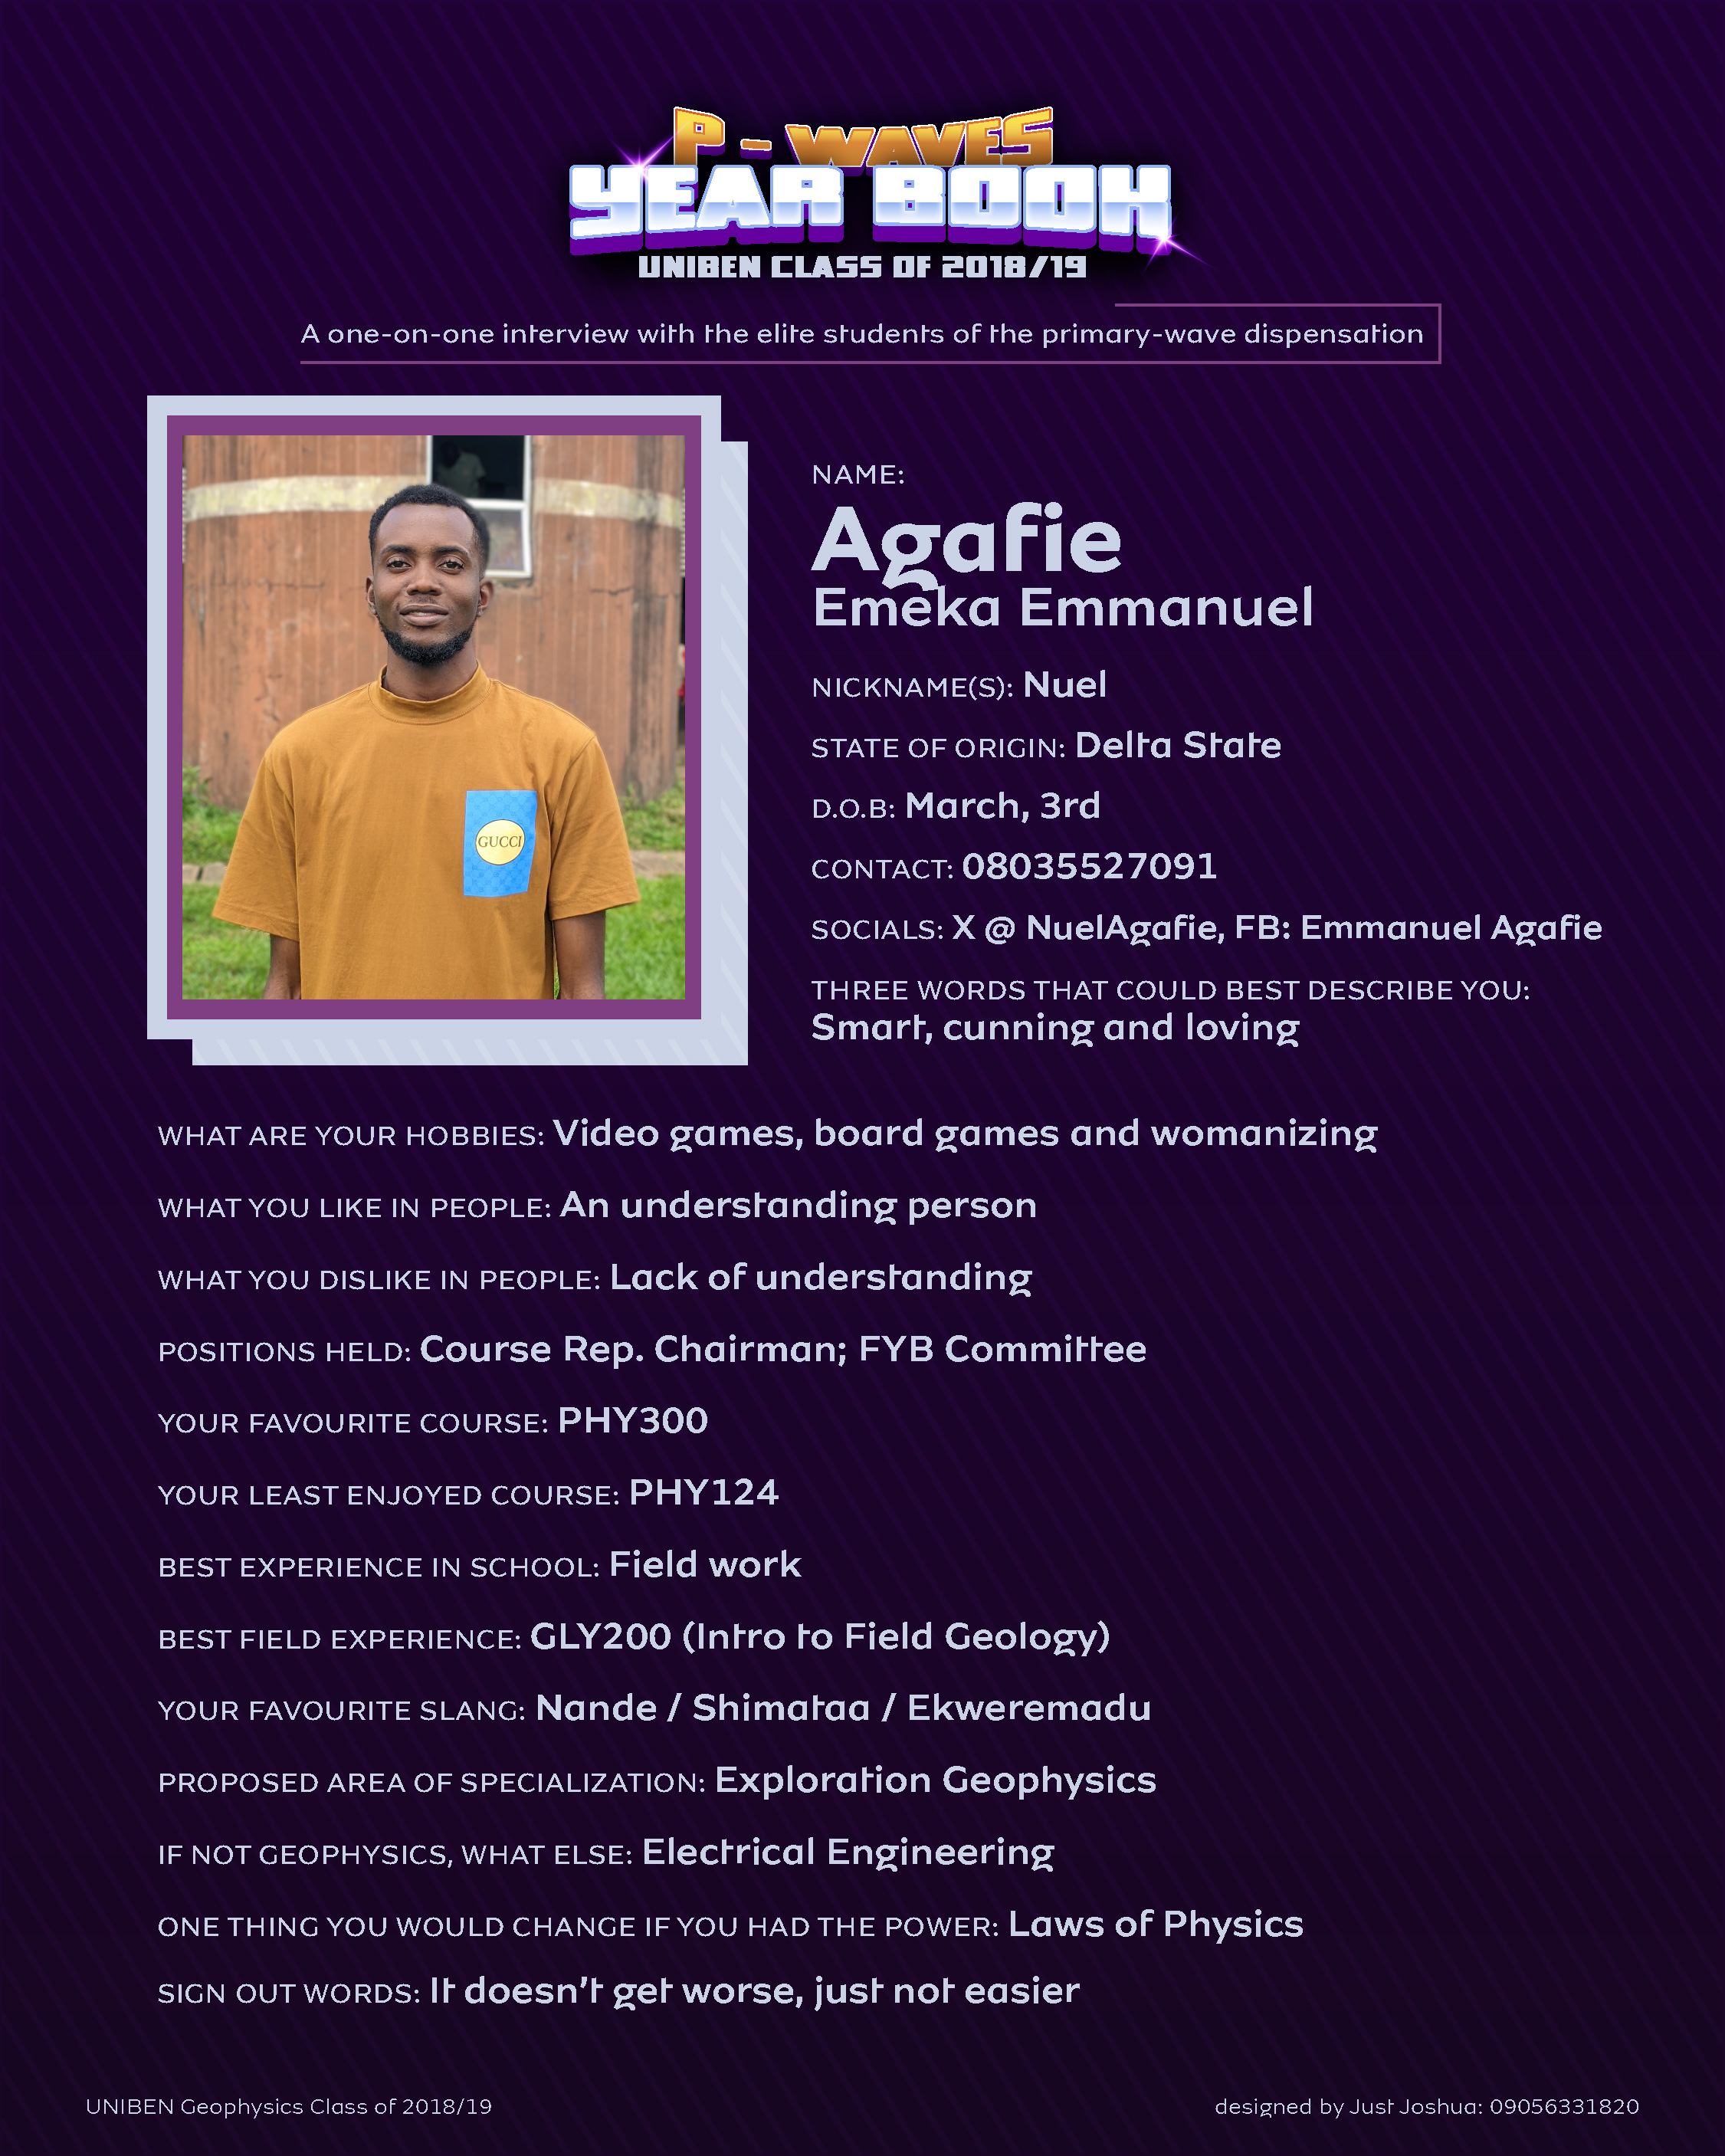 P - WAVES
YEAR BOOK
UNIBEN CLASS OF 2018/19
A one-on-one interview with the elite students of the primary-wave dispensation
GUCCI
NAME:
Agafie
Emeka Emmanuel
NICKNAME(S): Nuel
STATE OF ORIGIN: Delta State
D.O.B: March, 3rd
CONTACT: 08035527091
SOCIALS: X @ NuelAgafie, FB: Emmanuel Agafie
THREE WORDS THAT COULD BEST DESCRIBE YOU:
Smart, cunning and loving
WHAT ARE YOUR HOBBIES: Video games, board games and womanizing
WHAT YOU LIKE IN PEOPLE: An understanding person
WHAT YOU DISLIKE IN PEOPLE: Lack of understanding
POSITIONS HELD: Course Rep. Chairman; FYB Committee
YOUR FAVOURITE COURSE: PHY300
YOUR LEAST ENJOYED COURSE: PHY124
BEST EXPERIENCE IN SCHOOL: Field work
BEST FIELD EXPERIENCE: GLY200 (Intro to Field Geology)
YOUR FAVOURITE SLANG: Nande / Shimataa / Ekweremadu
PROPOSED AREA OF SPECIALIZATION: Exploration Geophysics
IF NOT GEOPHYSICS, WHAT ELSE: Electrical Engineering
ONE THING YOU WOULD CHANGE IF YOU HAD THE POWER: Laws of Physics
SIGN OUT WORDS: It doesn't get worse, just not easier
UNIBEN Geophysics Class of 2018/19
designed by Just Joshua: 09056331820